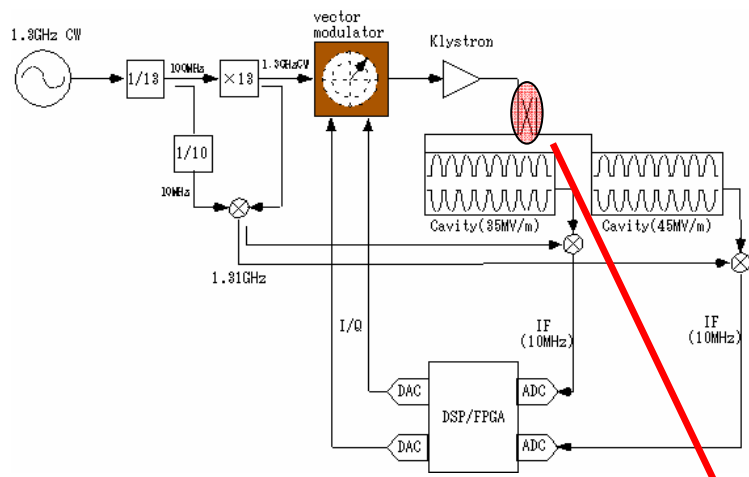 vector
modulator
1.3GHz CW
Klystron
1/13
100MHz
×13
1.3GHzCW
1/10
10MHz
Cavity(35MV/m)
Cavity(45MV/m)
1.31GHz
I/Q
IF
(10MHz)
IF
(10MHz)
DAC
ADC
DSP/FPGA
DAC
ADC